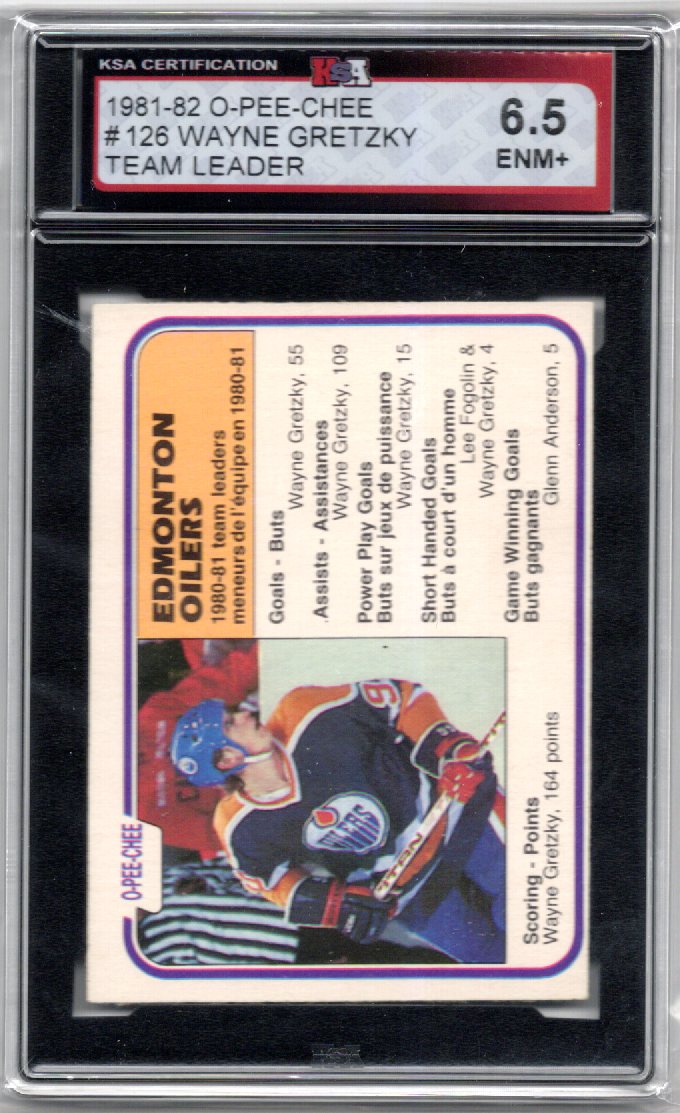 KSA CERTIFICATION
KSA
1981-82 O-PEE-CHEE
# 126 WAYNE GRETZKY
TEAM LEADER
6.5
ENM+
EDMONTON
OILERS
1980-81 team leaders
meneurs de l'équipe en 1980-81
Goals - Buts
Wayne Gretzky, 55
Assists - Assistances
Wayne Gretzky, 109
Power Play Goals
Buts sur jeux de puissance
Wayne Gretzky, 15
Short Handed Goals
Buts à court d'un homme
Lee Fogolin &
Wayne Gretzky, 4
Game Winning Goals
Buts gagnants
Glenn Anderson, 5
O-PEE-CHEE
OILERS
TITAN
Scoring - Points
Wayne Gretzky, 164 points
KSA